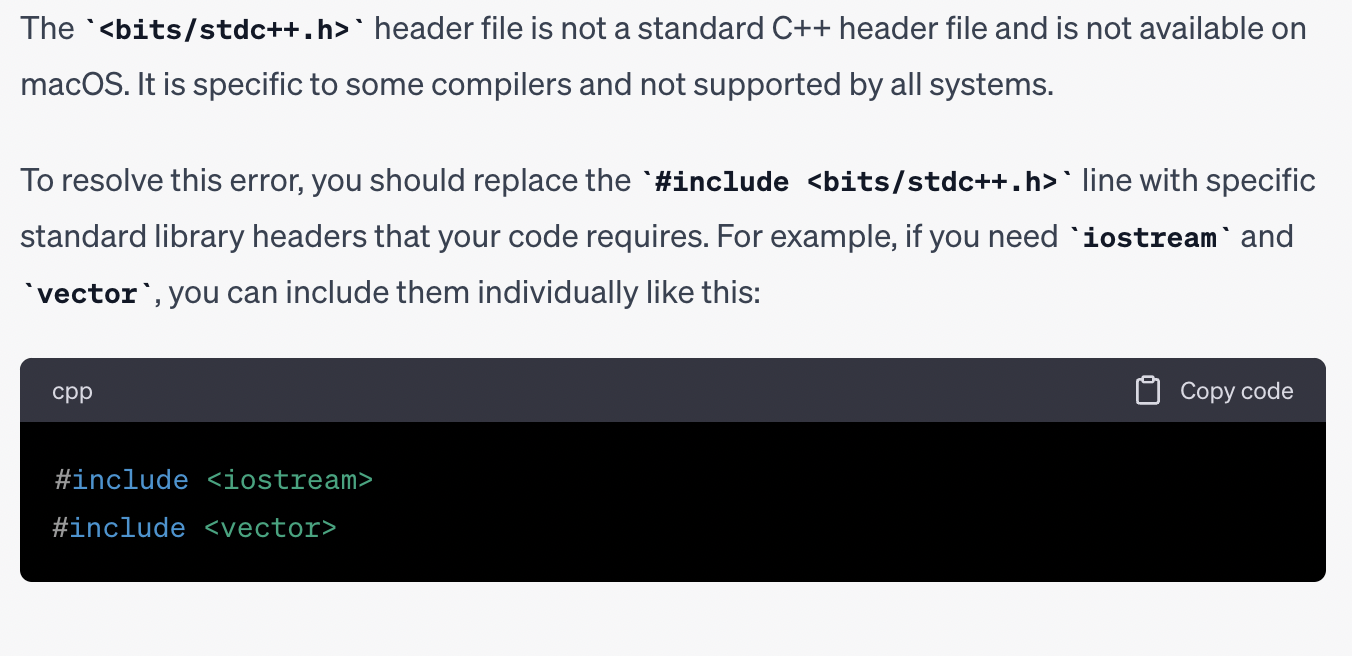 The `<bits/stdc++.h>` header file is not a standard C++ header file and is not available on
macOS. It is specific to some compilers and not supported by all systems.
To resolve this error, you should replace the `#include <bits/stdc++.h>` line with specific
standard library headers that your code requires. For example, if you need `iostream` and
`vector`, you can include them individually like this:
cpp Copy code
#include <iostream>
#include <vector>